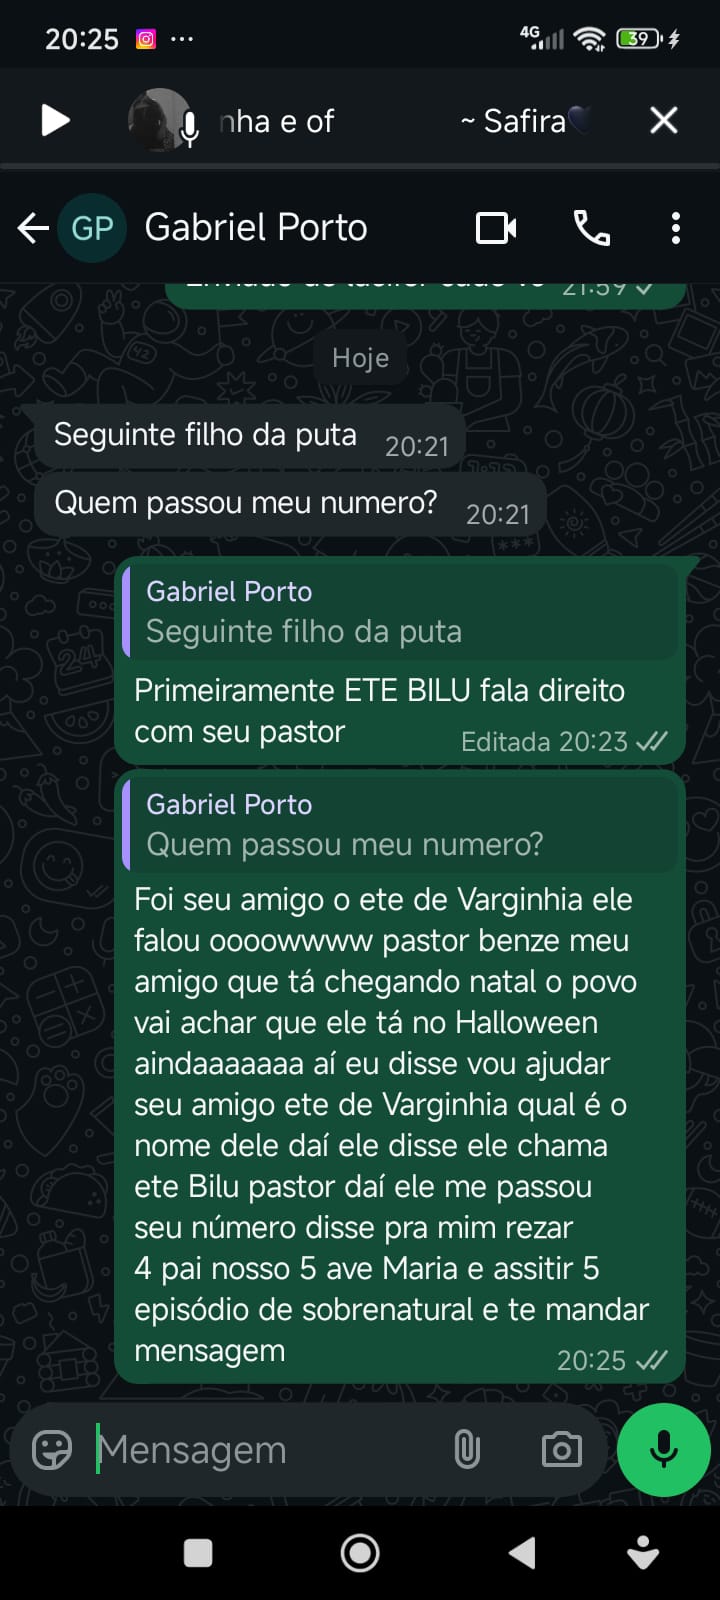 20:25
4G
39
nha e of
~ Safira
GP
Gabriel Porto
21:59
Hoje
Seguinte filho da puta
20:21
Quem passou meu numero?
20:21
Gabriel Porto
Seguinte filho da puta
Primeiramente ETE BILU fala direito
com seu pastor
Editada 20:23
Gabriel Porto
Quem passou meu numero?
Foi seu amigo o ete de Varginhia ele
falou oooowwww pastor benze meu
amigo que tá chegando natal o povo
vai achar que ele tá no Halloween
aindaaaaaaa aí eu disse vou ajudar
seu amigo ete de Varginhia qual é o
nome dele daí ele disse ele chama
ete Bilu pastor daí ele me passou
seu número disse pra mim rezar
4 pai nosso 5 ave Maria e assitir 5
episódio de sobrenatural e te mandar
mensagem
20:25
Mensagem